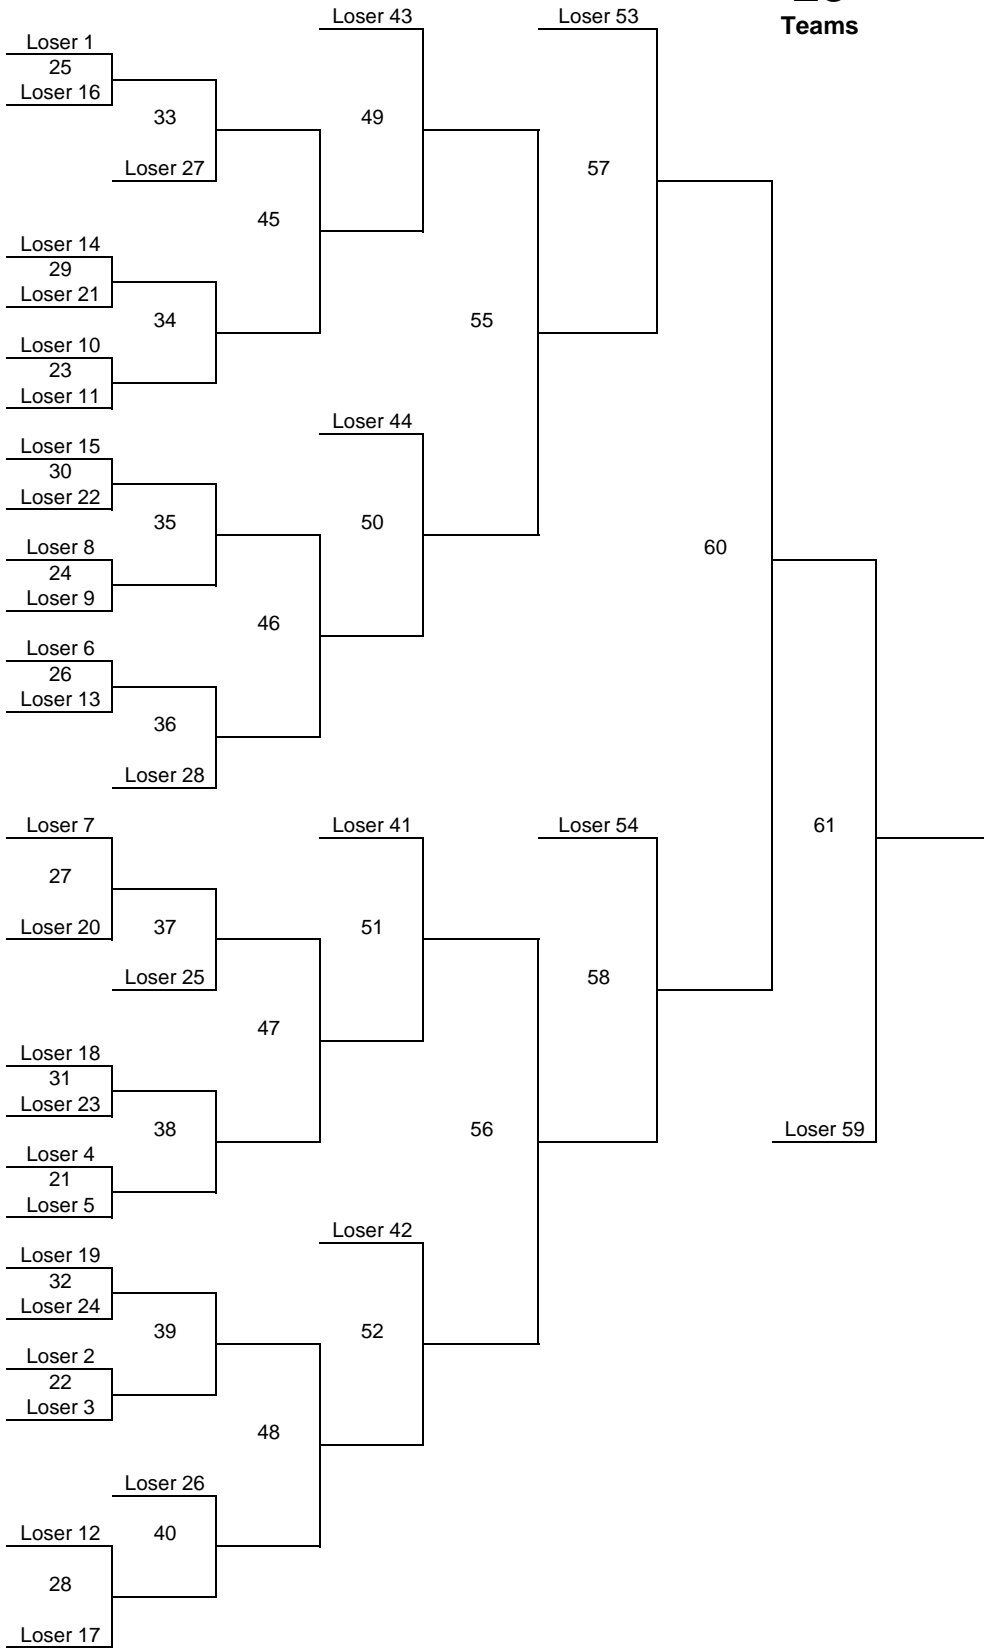 Loser 43
Loser 53
Teams
Loser 1
25
Loser 16
33
49
Loser 27
57
45
Loser 14
29
Loser 21
34
55
Loser 10
23
Loser 11
Loser 44
Loser 15
30
Loser 22
35
50
Loser 8
24
Loser 9
60
46
Loser 6
26
Loser 13
36
Loser 28
Loser 7
Loser 41
Loser 54
61
27
Loser 20
37
51
Loser 25
58
47
Loser 18
31
Loser 23
38
56
Loser 59
Loser 4
21
Loser 5
Loser 42
Loser 19
32
Loser 24
39
52
Loser 2
22
Loser 3
48
Loser 26
Loser 12
40
28
Loser 17